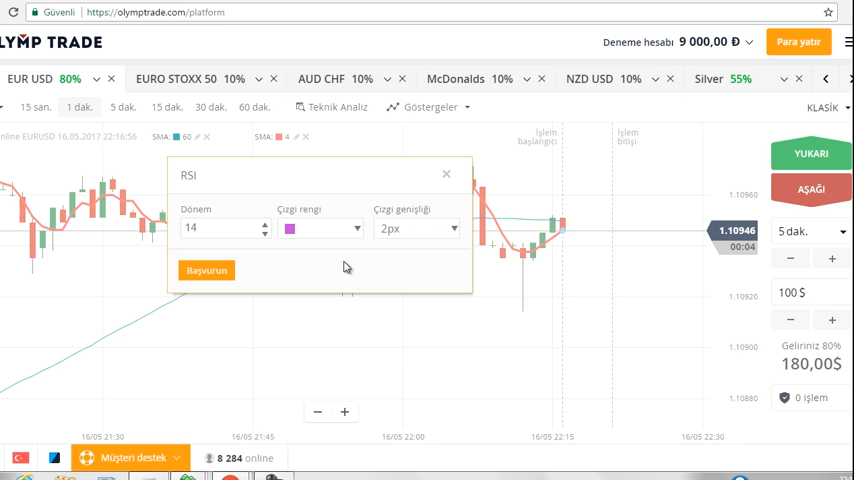 Güvenli https://olymptrade.com/platform
LYMP TRADE
Deneme hesabı 9 000,00 Đ
Para yatır
EUR USD 80%
EURO STOXX 50 10%
AUD CHF 10%
McDonalds 10%
NZD USD 10%
Silver 55%
15 san.
1 dak.
5 dak.
15 dak.
30 dak.
60 dak.
Teknik Analiz
Göstergeler
KLASİK
nline EURUSD 16.05.2017 22:16:56
SMA: 60
SMA: 4
İşlem
başlangıcı
İşlem
bitişi
YUKARI
AŞAĞI
RSI
Dönem
Çizgi rengi
Çizgi genişliği
14
2px
Başvurun
1.10960
1.10946
00:04
1.10920
1.10900
1.10880
5 dak.
100 $
Geliriniz 80%
180,00$
0 işlem
16/05 21:30
16/05 21:45
16/05 22:00
16/05 22:15
16/05 22:30
Müşteri destek
8 284 online